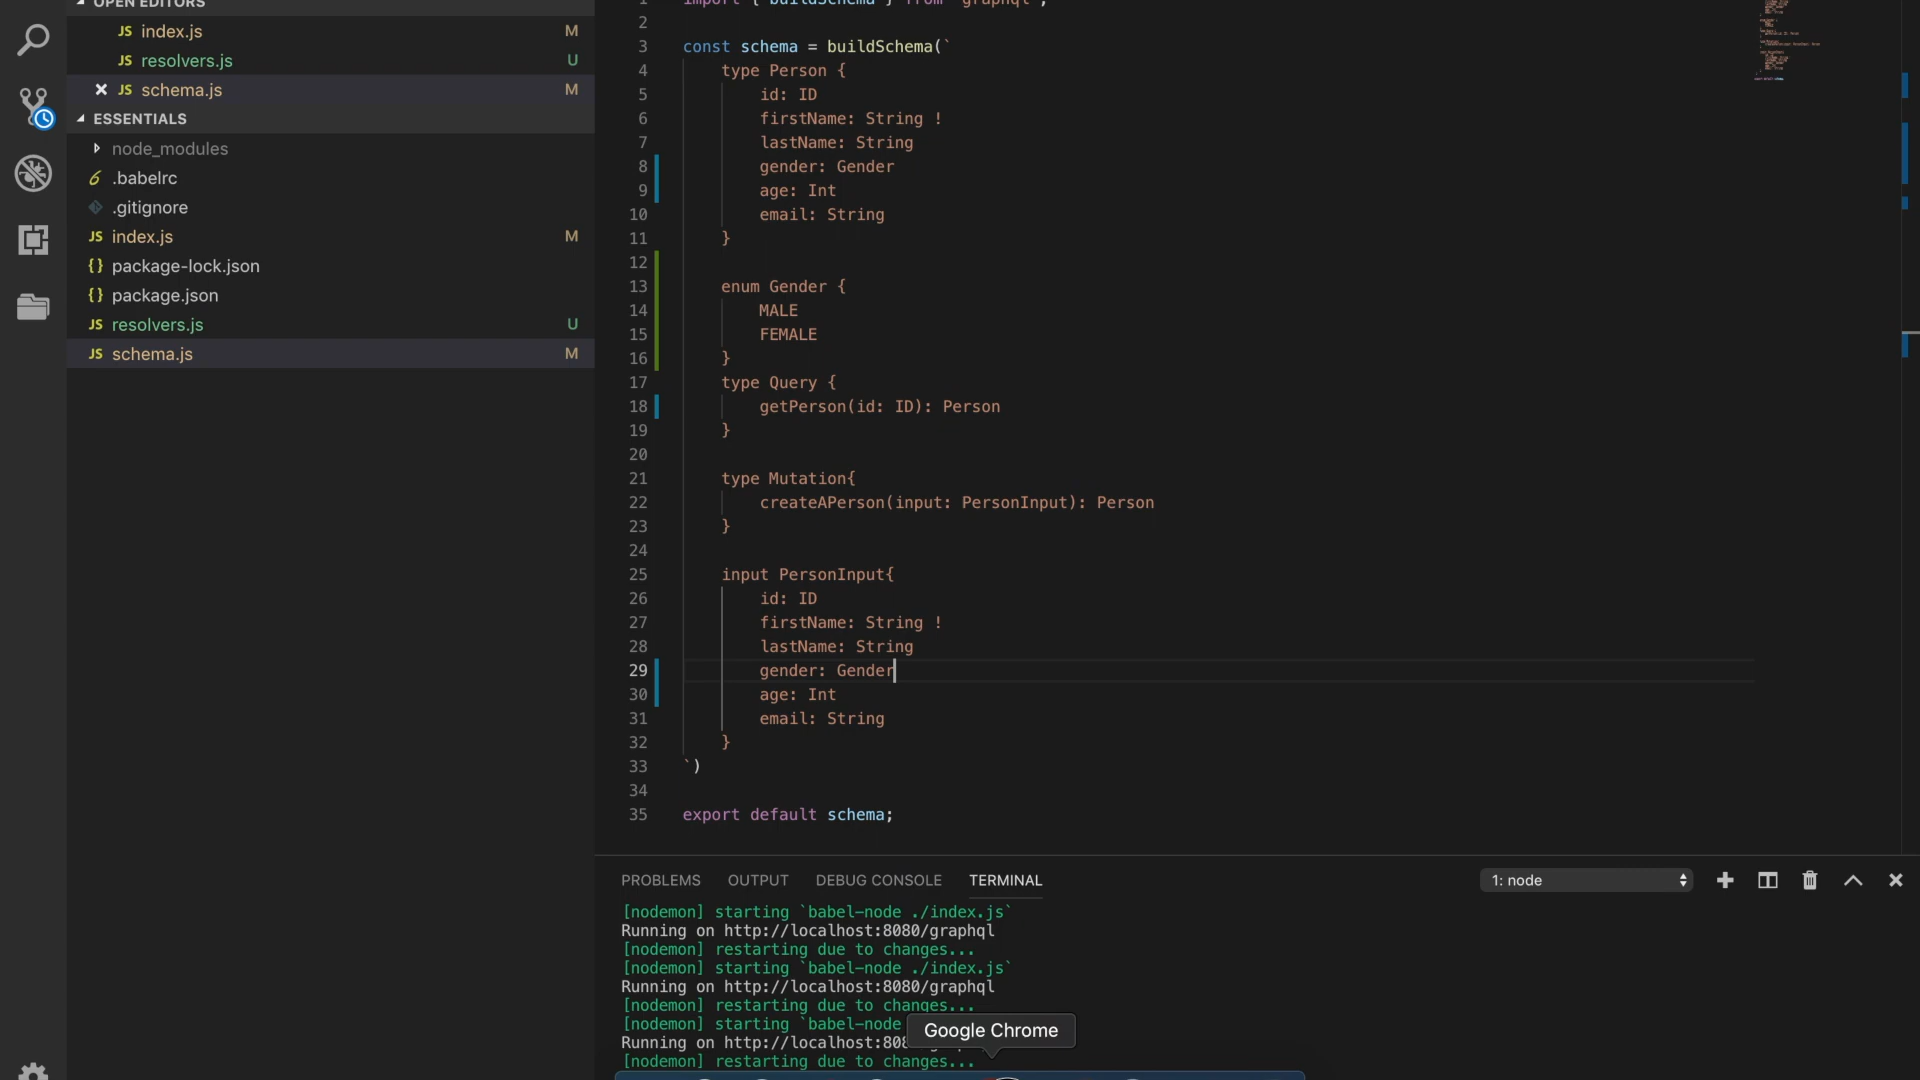 OPEN EDITORS
JS index.js M
JS resolvers.js U
JS schema.js M
ESSENTIALS
node_modules
.babelrc
.gitignore
JS index.js M
{} package-lock.json
{} package.json
JS resolvers.js U
JS schema.js M
1 import { buildSchema } from 'graphql';
2
3 const schema = buildSchema(`
4 type Person {
5 id: ID
6 firstName: String !
7 lastName: String
8 gender: Gender
9 age: Int
10 email: String
11 }
12
13 enum Gender {
14 MALE
15 FEMALE
16 }
17 type Query {
18 getPerson(id: ID): Person
19 }
20
21 type Mutation{
22 createAPerson(input: PersonInput): Person
23 }
24
25 input PersonInput{
26 id: ID
27 firstName: String !
28 lastName: String
29 gender: Gender
30 age: Int
31 email: String
32 }
33 `)
34
35 export default schema;
PROBLEMS OUTPUT DEBUG CONSOLE TERMINAL 1: node
[nodemon] starting `babel-node ./index.js`
Running on http://localhost:8080/graphql
[nodemon] restarting due to changes...
[nodemon] starting `babel-node ./index.js`
Running on http://localhost:8080/graphql
[nodemon] restarting due to changes...
[nodemon] starting `babel-node
Google Chrome
Running on http://localhost:80
[nodemon] restarting due to changes...